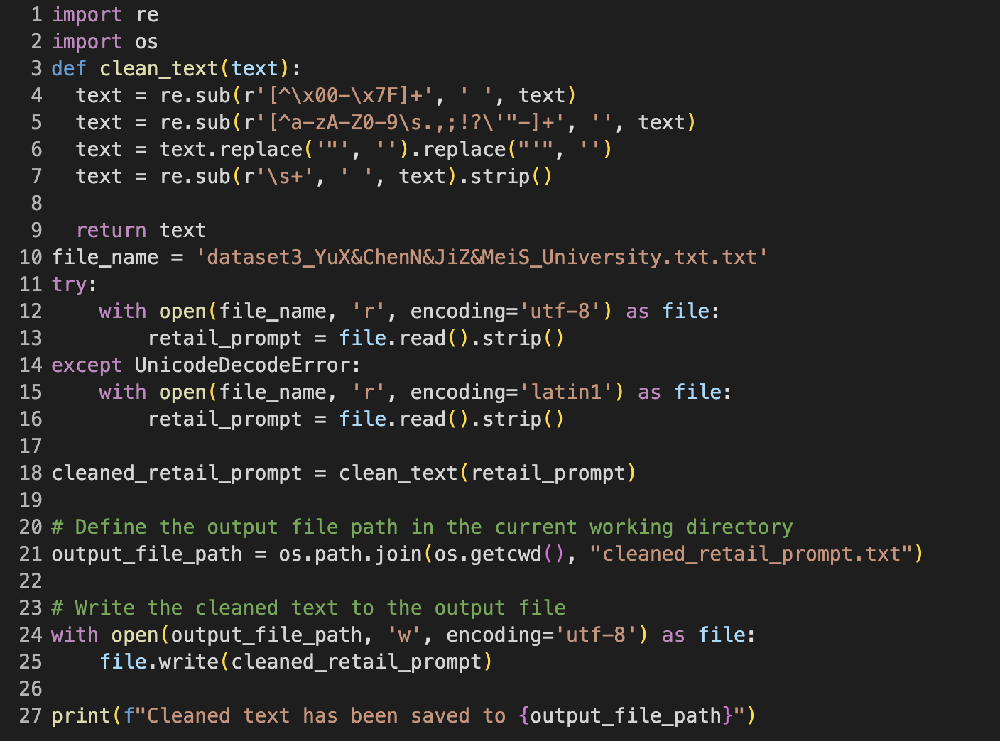 1 import re
2 import os
3 def clean_text(text):
4   text = re.sub(r'[^\x00-\x7F]+', ' ', text)
5   text = re.sub(r'[^a-zA-Z0-9\s.,;!?\'"-]+', '', text)
6   text = text.replace('"', '').replace("'", '')
7   text = re.sub(r'\s+', ' ', text).strip()
8
9   return text
10 file_name = 'dataset3_YuX&ChenN&JiZ&MeiS_University.txt.txt'
11 try:
12     with open(file_name, 'r', encoding='utf-8') as file:
13         retail_prompt = file.read().strip()
14 except UnicodeDecodeError:
15     with open(file_name, 'r', encoding='latin1') as file:
16         retail_prompt = file.read().strip()
17
18 cleaned_retail_prompt = clean_text(retail_prompt)
19
20 # Define the output file path in the current working directory
21 output_file_path = os.path.join(os.getcwd(), "cleaned_retail_prompt.txt")
22
23 # Write the cleaned text to the output file
24 with open(output_file_path, 'w', encoding='utf-8') as file:
25     file.write(cleaned_retail_prompt)
26
27 print(f"Cleaned text has been saved to {output_file_path}")